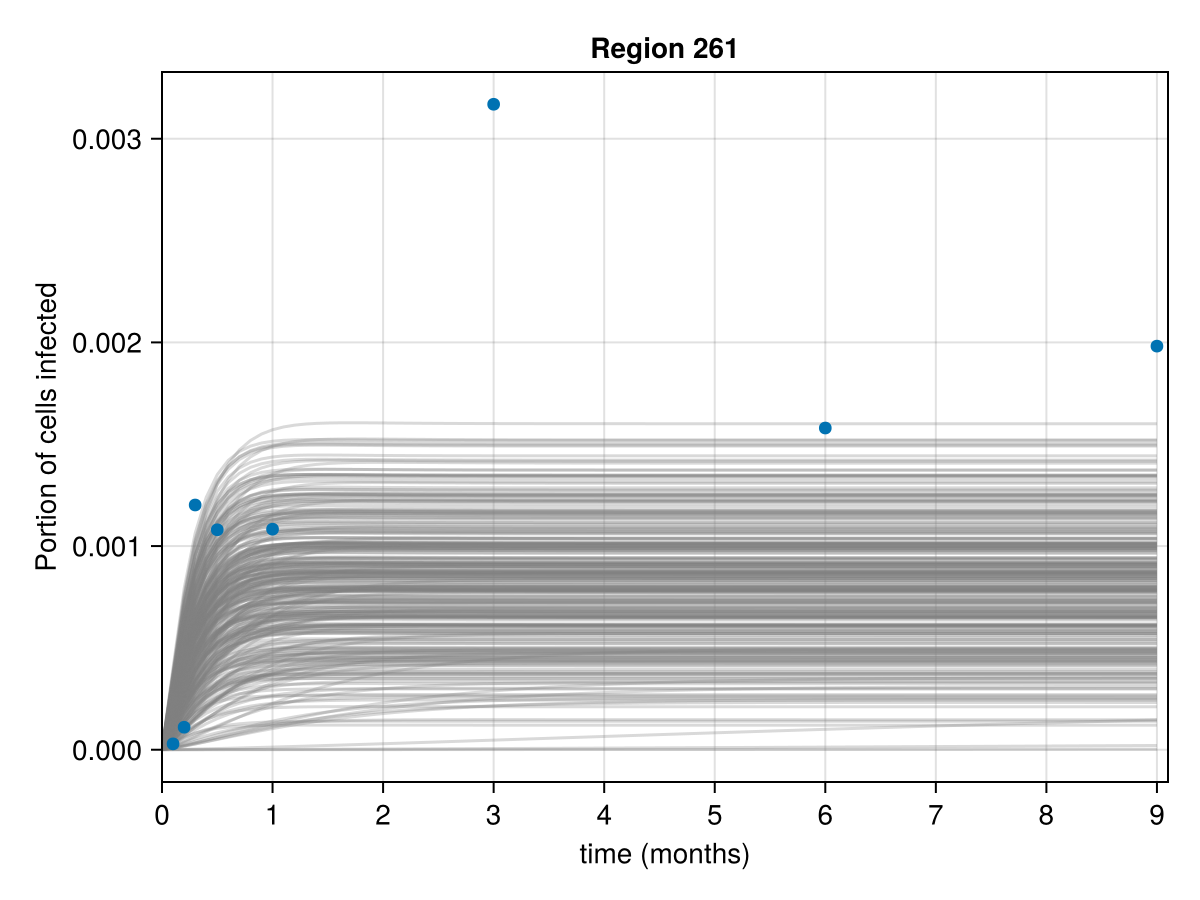 Region 261
Portion of cells infected
0.003
0.002
0.001
0.000
0 1 2 3 4 5 6 7 8 9
time (months)